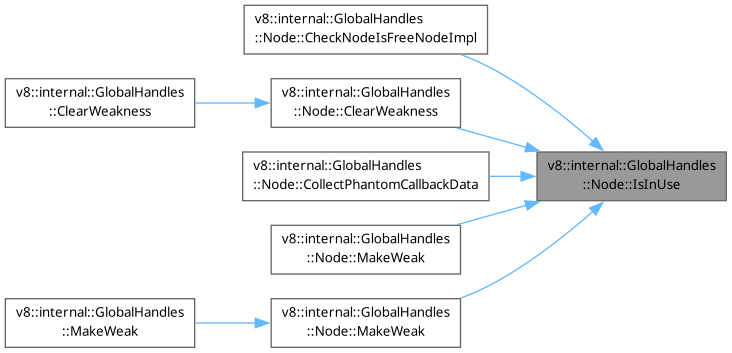 v8::internal::GlobalHandles
::Node::CheckNodeIsFreeNodeImpl
v8::internal::GlobalHandles
::ClearWeakness
v8::internal::GlobalHandles
::Node::ClearWeakness
v8::internal::GlobalHandles
::Node::CollectPhantomCallbackData
v8::internal::GlobalHandles
::Node::IsInUse
v8::internal::GlobalHandles
::Node::MakeWeak
v8::internal::GlobalHandles
::MakeWeak
v8::internal::GlobalHandles
::Node::MakeWeak